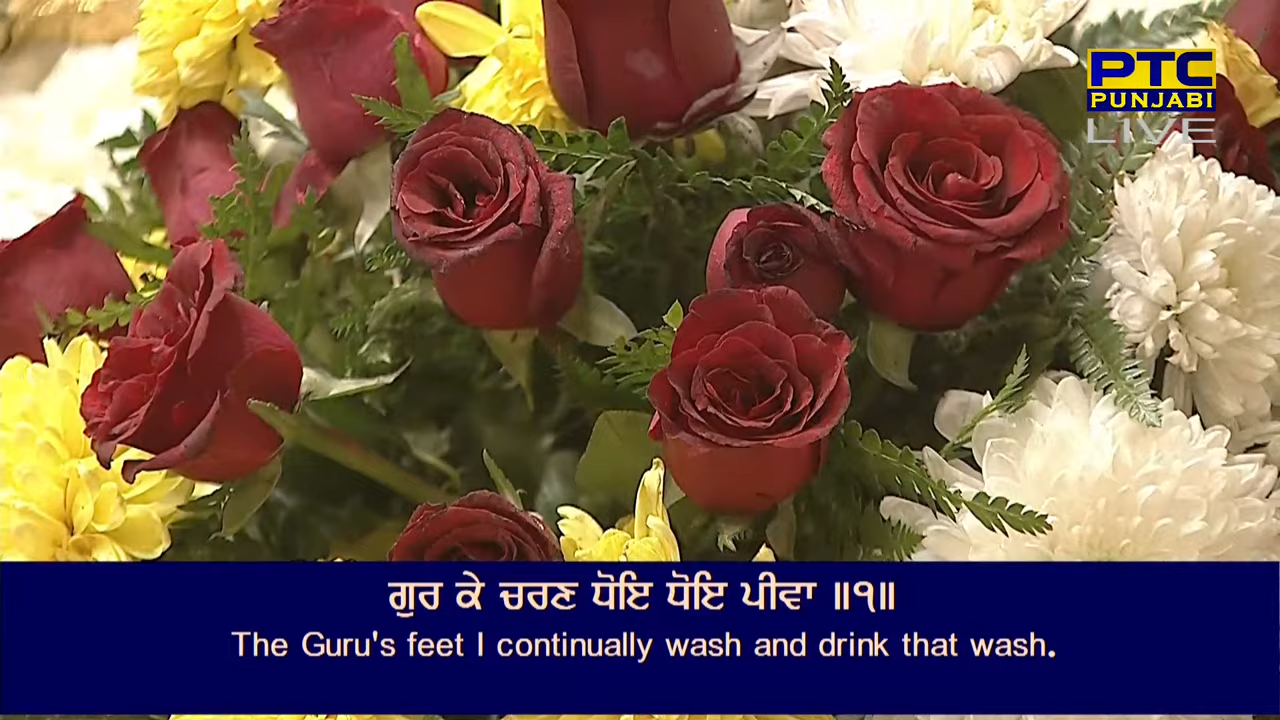 PTC
PUNJABI
LIVE
ਗੁਰ ਕੇ ਚਰਣ ਧੋਇ ਧੋਇ ਪੀਵਾ ॥੧॥
The Guru's feet I continually wash and drink that wash.